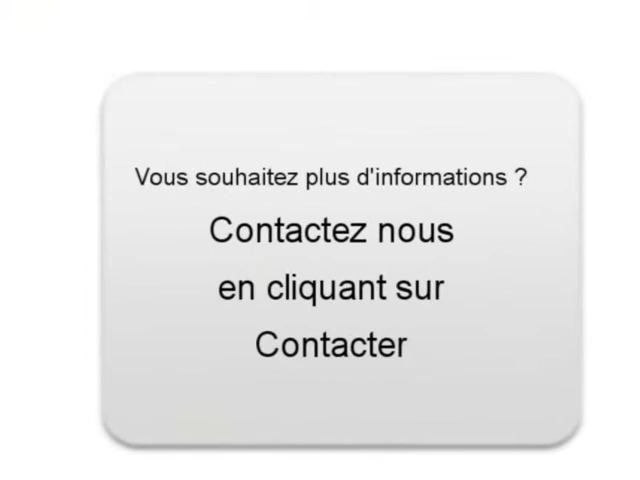 Vous souhaitez plus d'informations ?
Contactez nous
en cliquant sur
Contacter